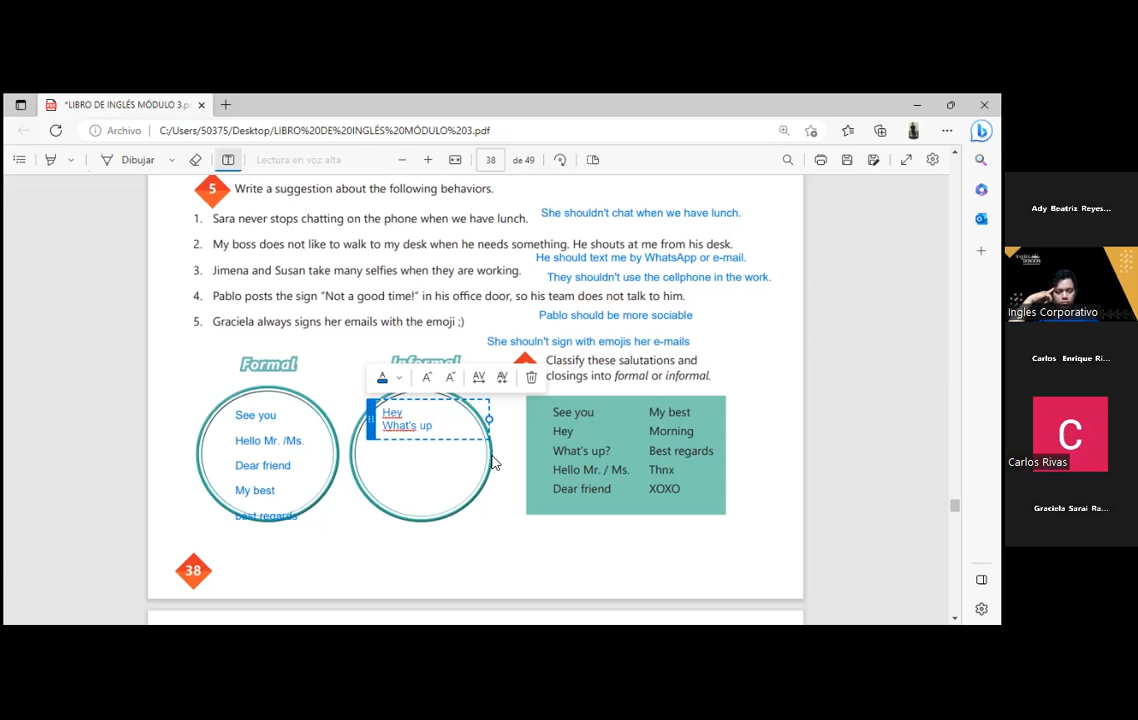 *LIBRO DE INGLÉS MÓDULO 3.p
Archivo
C:/Users/50375/Desktop/LIBRO%20DE%20INGLÉS%20MÓDULO%203.pdf
Dibujar
Lectura en voz alta
38
de 49
5 Write a suggestion about the following behaviors.
1. Sara never stops chatting on the phone when we have lunch.
She shouldn't chat when we have lunch.
2. My boss does not like to walk to my desk when he needs something. He shouts at me from his desk.
He should text me by WhatsApp or e-mail.
3. Jimena and Susan take many selfies when they are working.
They shouldn't use the cellphone in the work.
4. Pablo posts the sign “Not a good time!” in his office door, so his team does not talk to him.
Pablo should be more sociable
5. Graciela always signs her emails with the emoji ;)
She shouln't sign with emojis her e-mails
Formal
Informal
Classify these salutations and
closings into formal or informal.
See you
Hello Mr. /Ms.
Dear friend
My best
best regards
Hey
What's up
See you
Hey
What's up?
Hello Mr. / Ms.
Dear friend
My best
Morning
Best regards
Thnx
XOXO
38
Ady Beatriz Reyes...
Ingles Corporativo
Carlos Enrique Ri...
C
Carlos Rivas
Graciela Sarai Ra...